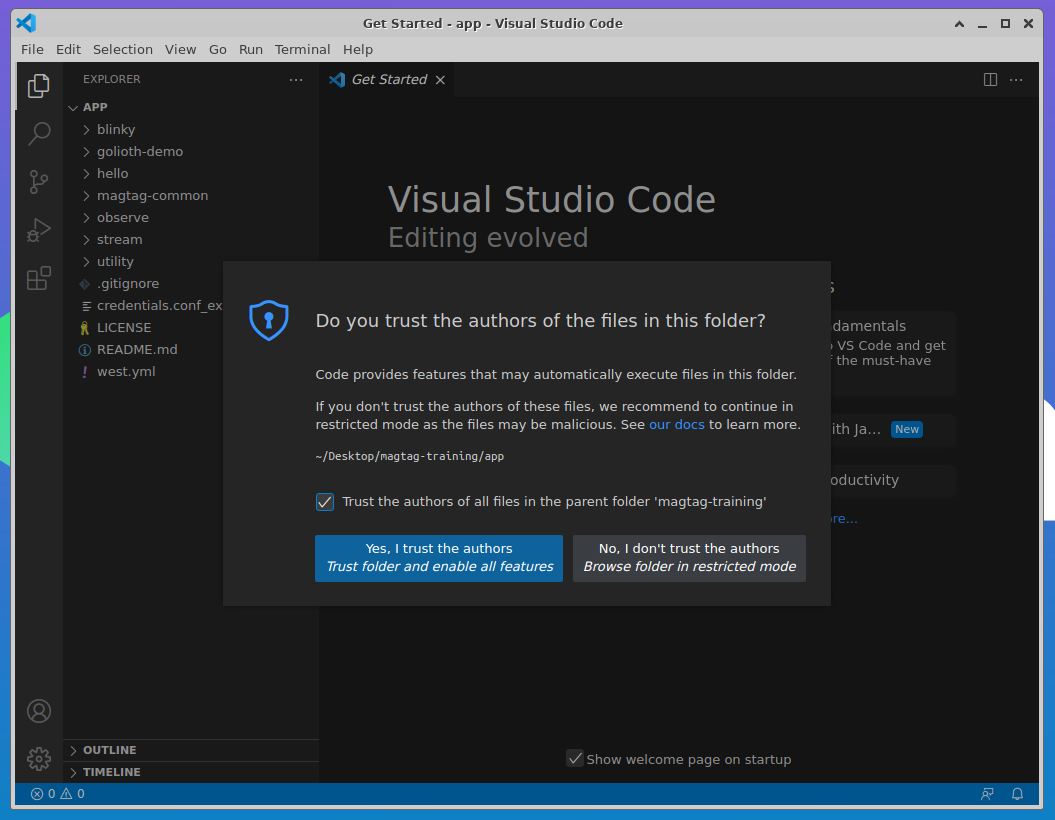 Get Started - app - Visual Studio Code
File Edit Selection View Go Run Terminal Help
EXPLORER
Get Started
APP
blinky
golioth-demo
hello
magtag-common
observe
stream
utility
.gitignore
credentials.conf_ex
LICENSE
README.md
west.yml
Visual Studio Code
Editing evolved
Do you trust the authors of the files in this folder?
Code provides features that may automatically execute files in this folder.
If you don't trust the authors of these files, we recommend to continue in
restricted mode as the files may be malicious. See our docs to learn more.
~/Desktop/magtag-training/app
Trust the authors of all files in the parent folder 'magtag-training'
Yes, I trust the authors
Trust folder and enable all features
No, I don't trust the authors
Browse folder in restricted mode
damentals
VS Code and get
the must-have
ith Ja... New
oductivity
re...
OUTLINE
TIMELINE
Show welcome page on startup
0 0